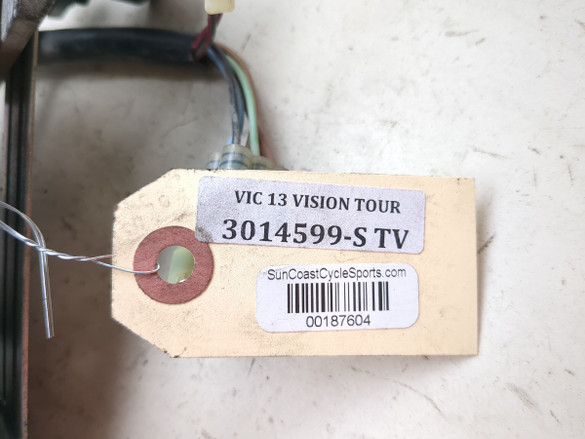 VIC 13 VISION TOUR
3014599-S TV
SunCoastCycleSports.com
00187604